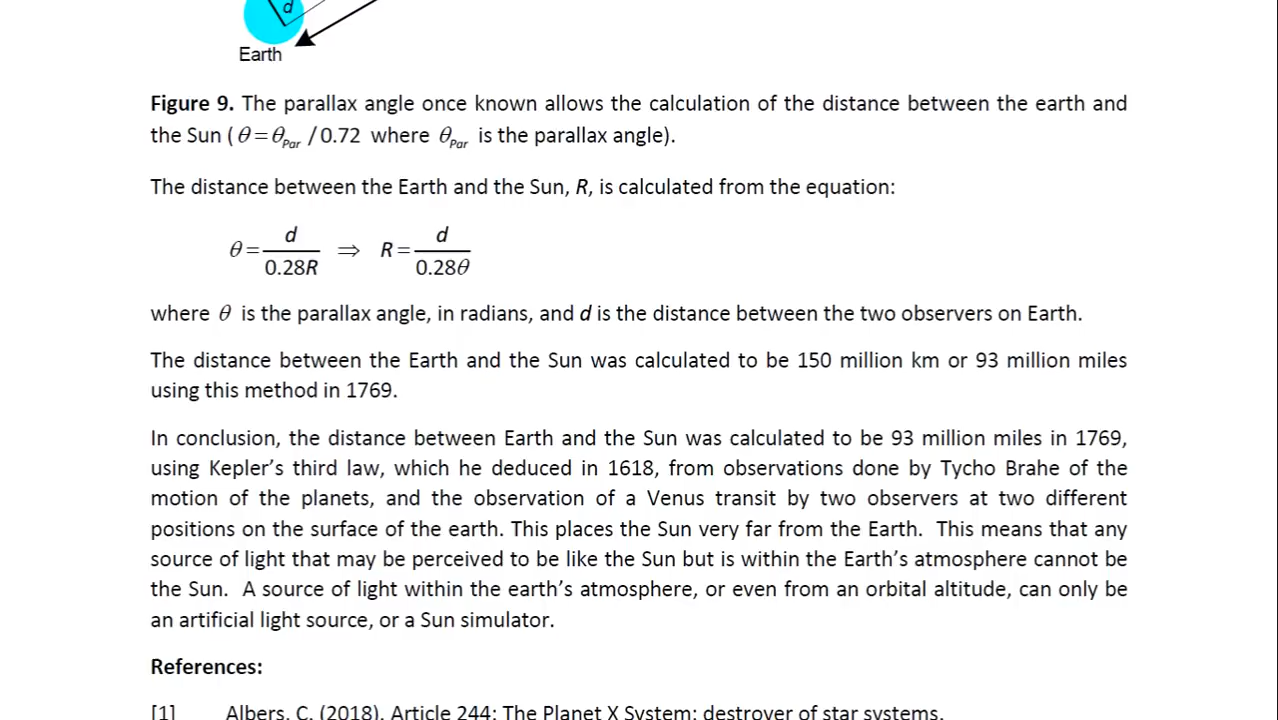 d
Earth
Figure 9. The parallax angle once known allows the calculation of the distance between the earth and
the Sun ( θ = θ_Par / 0.72 where θ_Par is the parallax angle).
The distance between the Earth and the Sun, R, is calculated from the equation:
θ = d / 0.28R ⇒ R = d / 0.28θ
where θ is the parallax angle, in radians, and d is the distance between the two observers on Earth.
The distance between the Earth and the Sun was calculated to be 150 million km or 93 million miles
using this method in 1769.
In conclusion, the distance between Earth and the Sun was calculated to be 93 million miles in 1769,
using Kepler’s third law, which he deduced in 1618, from observations done by Tycho Brahe of the
motion of the planets, and the observation of a Venus transit by two observers at two different
positions on the surface of the earth. This places the Sun very far from the Earth. This means that any
source of light that may be perceived to be like the Sun but is within the Earth’s atmosphere cannot be
the Sun. A source of light within the earth’s atmosphere, or even from an orbital altitude, can only be
an artificial light source, or a Sun simulator.
References:
[1] Albers, C. (2018). Article 244: The Planet X System: destroyer of star systems.